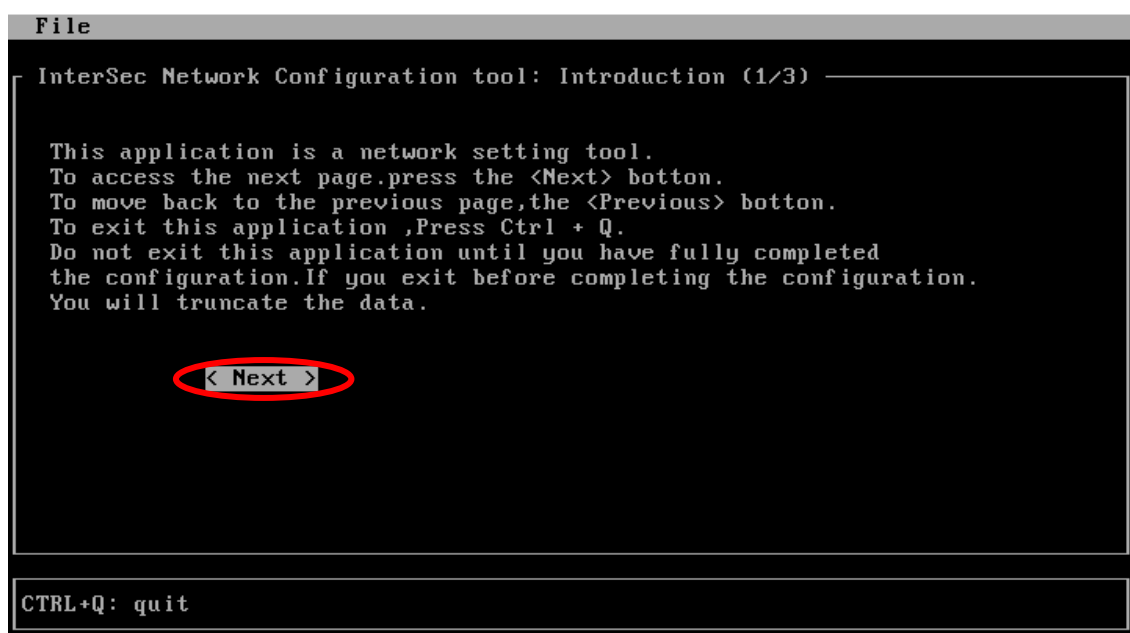 File
InterSec Network Configuration tool: Introduction (1/3)
This application is a network setting tool.
To access the next page.press the <Next> botton.
To move back to the previous page,the <Previous> botton.
To exit this application ,Press Ctrl + Q.
Do not exit this application until you have fully completed
the configuration.If you exit before completing the configuration.
You will truncate the data.
< Next >
CTRL+Q: quit